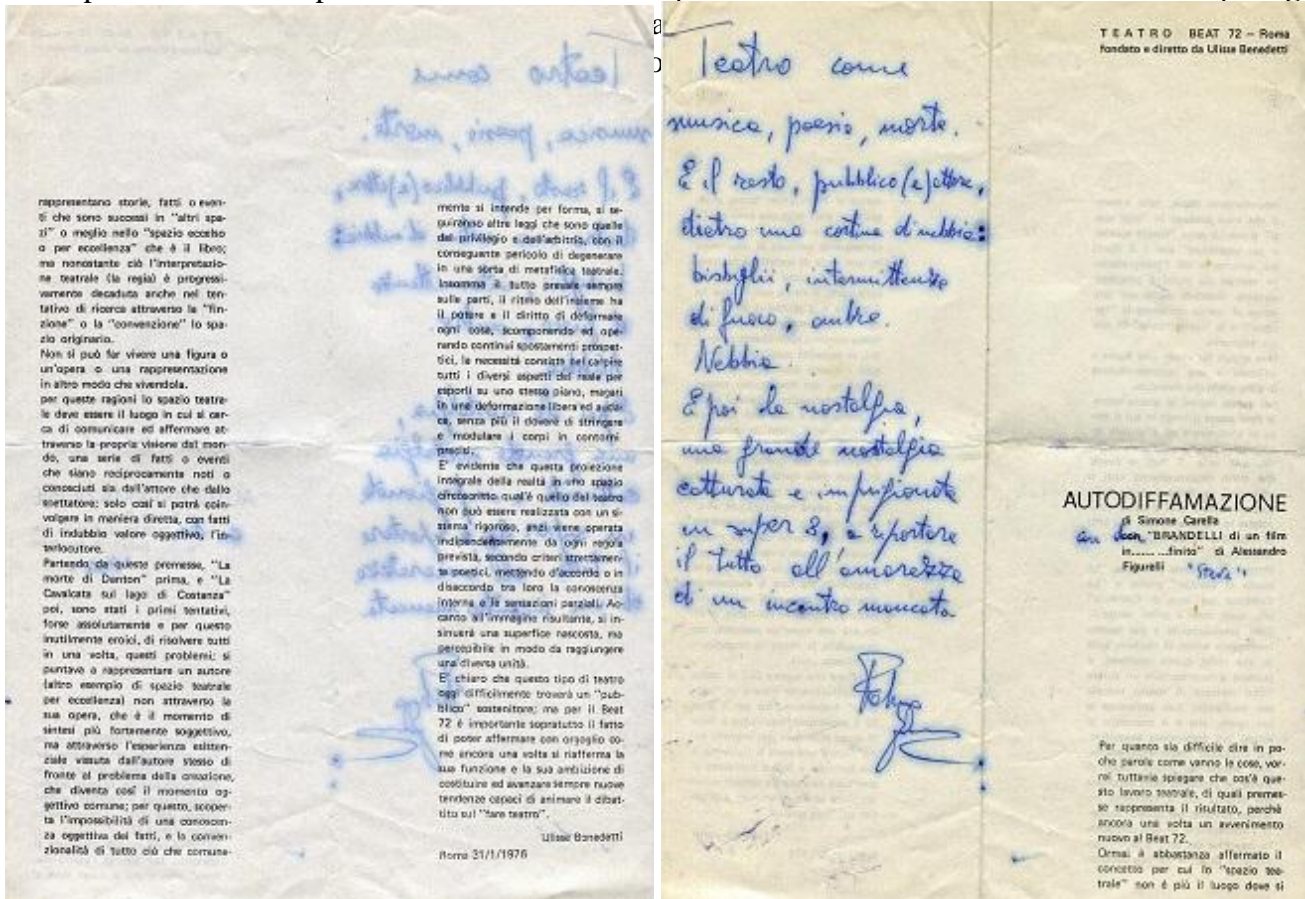 rappresentano storie, fatti o even-
ti che sono successi in "altri spa-
zi" o meglio nello "spazio eccelso
o per eccellenza" che è il libro;
ma nonostante ciò l'interpretazio-
ne teatrale (la regia) è progressi-
vamente decaduta anche nel ten-
tativo di ricerca attraverso la "fin-
zione" o la "convenzione" lo spa-
zio originario.
Non si può far vivere una figura o
un'opera o una rappresentazione
in altro modo che vivendola.
per queste ragioni lo spazio teatra-
le deve essere il luogo in cui si cer-
ca di comunicare ed affermare at-
traverso la propria visione del mon-
do, una serie di fatti o eventi
che siano reciprocamente noti o
conosciuti sia dall'attore che dallo
spettatore; solo così si potrà coin-
volgere in maniera diretta, con fatti
di indubbio valore oggettivo, l'in-
terlocutore.
Partendo da queste premesse, "La
morte di Danton" prima, e "La
Cavalcata sul lago di Costanza"
poi, sono stati i primi tentativi,
forse assolutamente e per questo
inutilmente eroici, di risolvere tutti
in una volta, questi problemi; si
puntava a rappresentare un autore
(altro esempio di spazio teatrale
per eccellenza) non attraverso la
sua opera, che è il momento di
sintesi più fortemente soggettivo,
ma attraverso l'esperienza esisten-
ziale vissuta dall'autore stesso di
fronte al problema della creazione,
che diventa così il momento og-
gettivo comune; per questo, scoper-
ta l'impossibilità di una conoscen-
za oggettiva dei fatti, e la conven-
zionalità di tutto ciò che comune-
mente si intende per forma, si se-
guiranno altre leggi che sono quelle
del privilegio e dell'arbitrio, con il
conseguente pericolo di degenerare
in una sorta di metafisica teatrale.
Insomma il tutto prevale sempre
sulle parti, il ritmo dell'insieme ha
il potere e il diritto di deformare
ogni cosa, scomponendo ed ope-
rando continui spostamenti prospet-
tici, la necessità consiste nel carpire
tutti i diversi aspetti del reale per
esporli su uno stesso piano, magari
in una deformazione libera ed auda-
ce, senza più il dovere di stringere
e modulare i corpi in contorni
precisi.
E' evidente che questa proiezione
integrale della realtà in uno spazio
circoscritto qual'è quello del teatro
non può essere realizzata con un si-
stema rigoroso, anzi viene operata
indipendentemente da ogni regola
prevista, secondo criteri strettamen-
te poetici, mettendo d'accordo o in
disaccordo tra loro la conoscenza
interna e le sensazioni parziali. Ac-
canto all'immagine risultante, si in-
sinuerà una superfice nascosta, ma
percepibile in modo da raggiungere
una diversa unità.
E' chiaro che questo tipo di teatro
oggi difficilmente troverà un "pub-
blico" sostenitore; ma per il Beat
72 è importante sopratutto il fatto
di poter affermare con orgoglio co-
me ancora una volta si riafferma la
sua funzione e la sua ambizione di
costituire ed avanzare sempre nuove
tendenze capaci di animare il dibat-
tito sul "fare teatro".
Ulisse Benedetti
Roma 31/1/1976
Teatro come
musica, poesia, morte.
E il resto, pubblico (e) attore,
dietro una cortina di nebbia:
bisbiglii, intermittenze
di fuoco, ombre.
Nebbia.
E poi la nostalgia,
una grande nostalgia
catturata e imprigionata
in super 8, a riportare
il tutto all'amarezza
di un incontro mancato
TEATRO BEAT 72 – Roma
fondato e diretto da Ulisse Benedetti
AUTODIFFAMAZIONE
di Simone Carella
con "BRANDELLI di un film
in...... ...finito" di Alessandro
Figurelli
Per quanto sia difficile dire in po-
che parole come vanno le cose, vor-
rei tuttavia spiegare che cos'è que-
sto lavoro teatrale, di quali premes-
se rappresenta il risultato, perchè
ancora una volta un avvenimento
nuovo al Beat 72.
Ormai è abbastanza affermato il
concetto per cui lo "spazio tea-
trale" non è più il luogo dove si